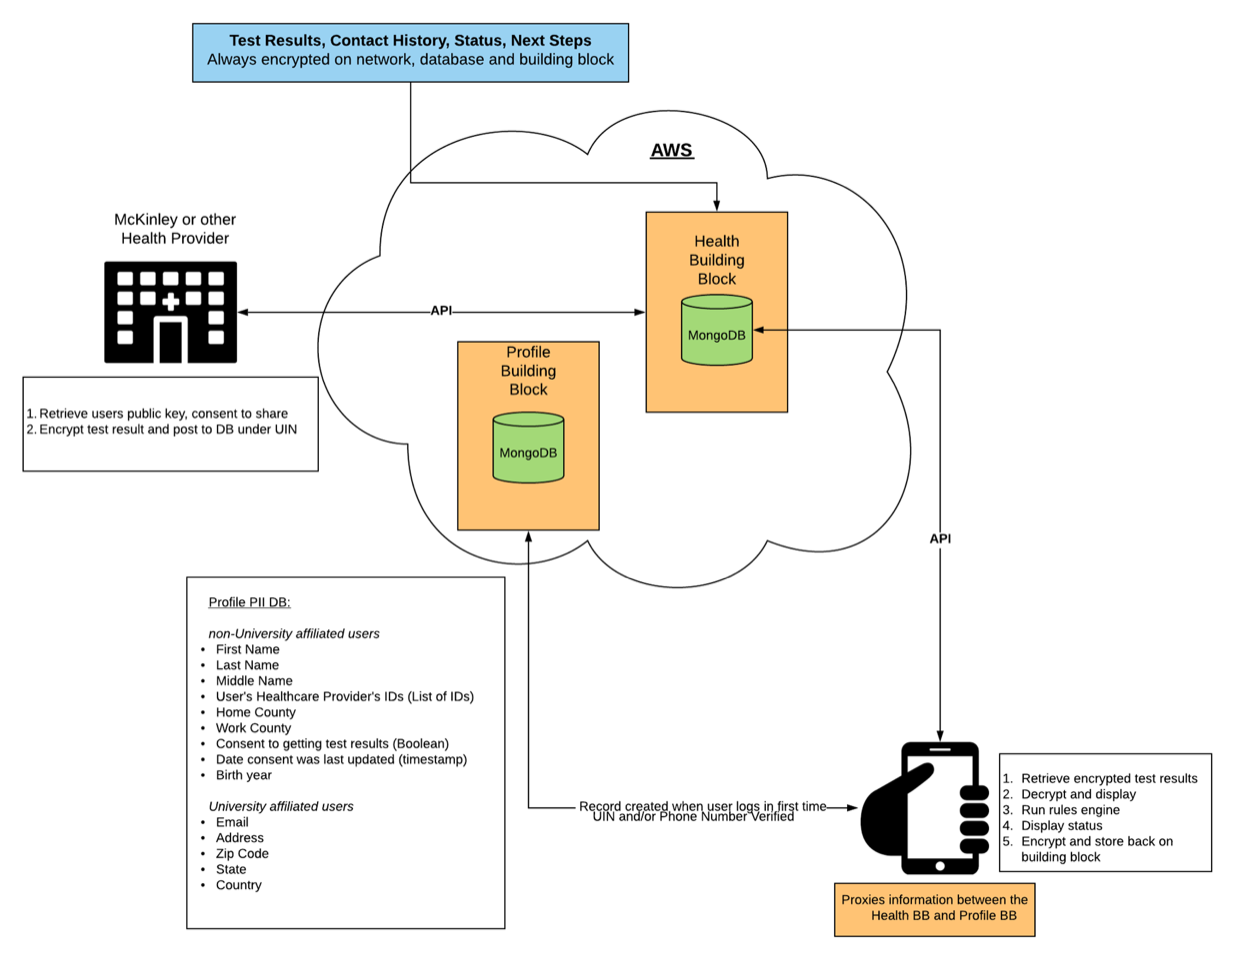 Test Results, Contact History, Status, Next Steps
Always encrypted on network, database and building block
AWS
McKinley or other
Health Provider
Health
Building
Block
MongoDB
API
Profile
Building
Block
MongoDB
1. Retrieve users public key, consent to share
2. Encrypt test result and post to DB under UIN
API
Profile PII DB:
non-University affiliated users
• First Name
• Last Name
• Middle Name
• User's Healthcare Provider's IDs (List of IDs)
• Home County
• Work County
• Consent to getting test results (Boolean)
• Date consent was last updated (timestamp)
• Birth year
University affiliated users
• Email
• Address
• Zip Code
• State
• Country
Record created when user logs in first time
UIN and/or Phone Number Verified
1. Retrieve encrypted test results
2. Decrypt and display
3. Run rules engine
4. Display status
5. Encrypt and store back on
building block
Proxies information between the
Health BB and Profile BB